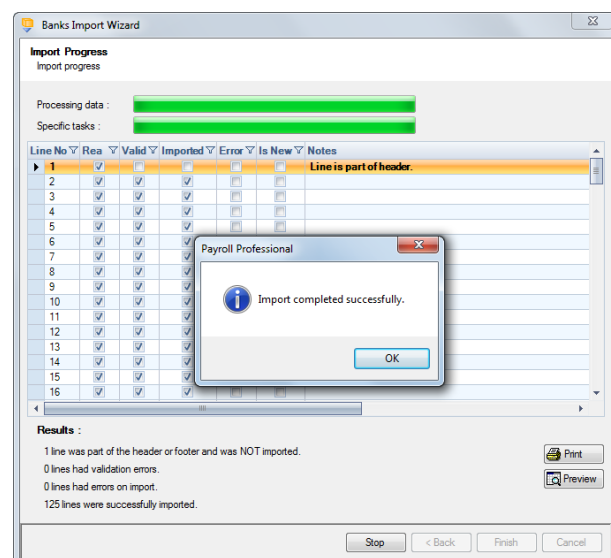 Banks Import Wizard
Import Progress
Import progress
Processing data :
Specific tasks :
Line No Rea Valid Imported Error Is New Notes
1 Line is part of header.
2
3
4
5
6
7
8
9
10
11
12
13
14
15
16
Payroll Professional
Import completed successfully.
OK
Results :
1 line was part of the header or footer and was NOT imported.
0 lines had validation errors.
0 lines had errors on import.
125 lines were successfully imported.
Print
Preview
Stop < Back Finish Cancel